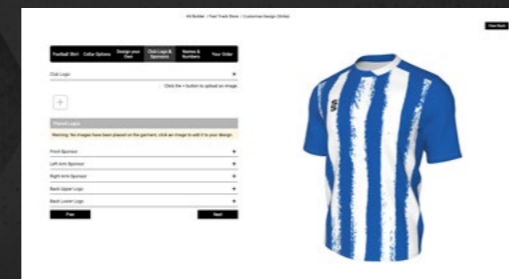 Kit Builder / Fast Track Store / Customise Design (Aldea)
View Back
Football Shirt
Collar Options
Design your Own
Club Logo & Sponsors
Names & Numbers
Your Order
Club Logo
Click the + button to upload an image.
+
Placed Logos
Warning: No images have been placed on the garment, click an image to add it to your design.
Front Sponsor +
Left Arm Sponsor +
Right Arm Sponsor +
Back Upper Logo +
Back Lower Logo +
Prev
Next
S